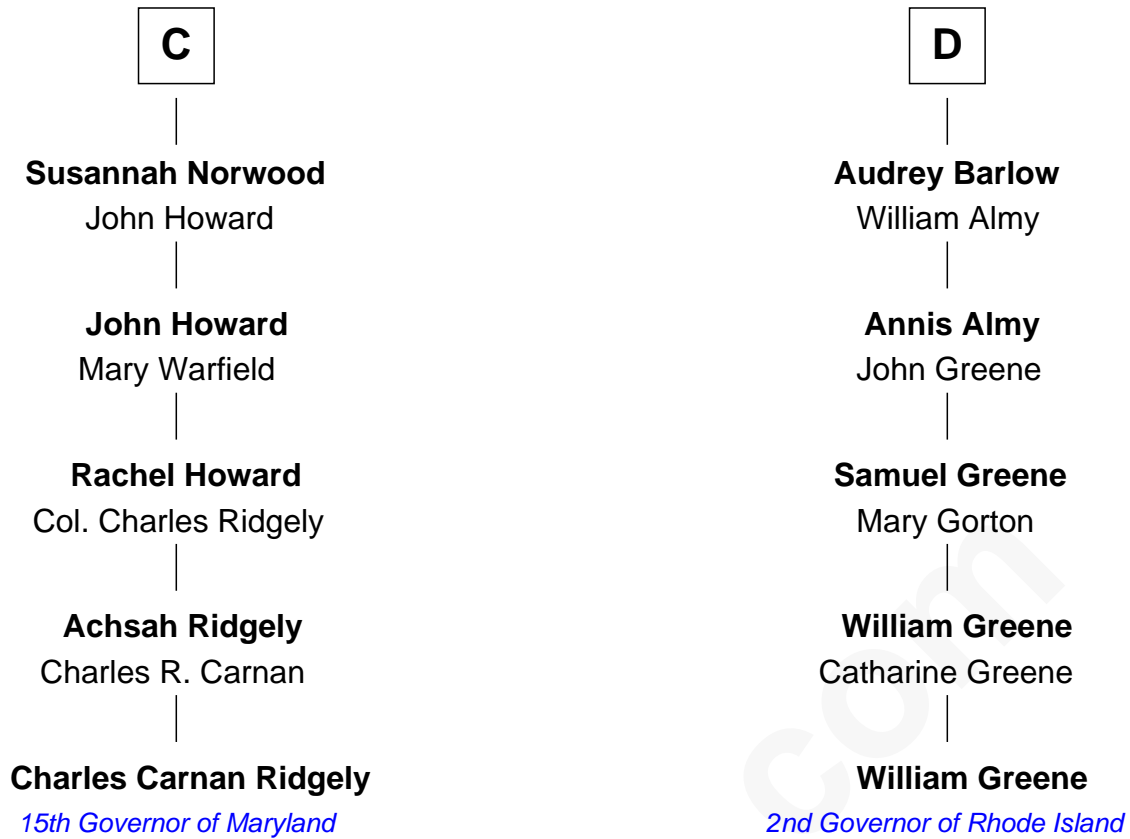 C
Susannah Norwood
John Howard
John Howard
Mary Warfield
Rachel Howard
Col. Charles Ridgely
Achsah Ridgely
Charles R. Carnan
Charles Carnan Ridgely
15th Governor of Maryland
D
Audrey Barlow
William Almy
Annis Almy
John Greene
Samuel Greene
Mary Gorton
William Greene
Catharine Greene
William Greene
2nd Governor of Rhode Island
com